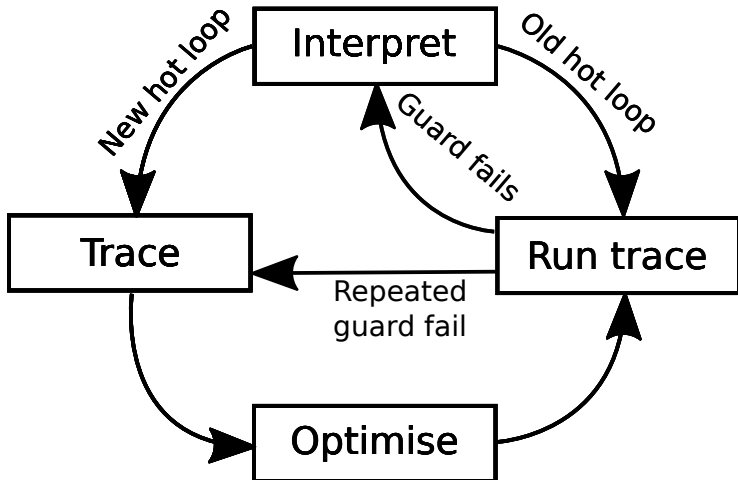 Interpret
New hot loop
Old hot loop
Guard fails
Trace
Run trace
Repeated
guard fail
Optimise